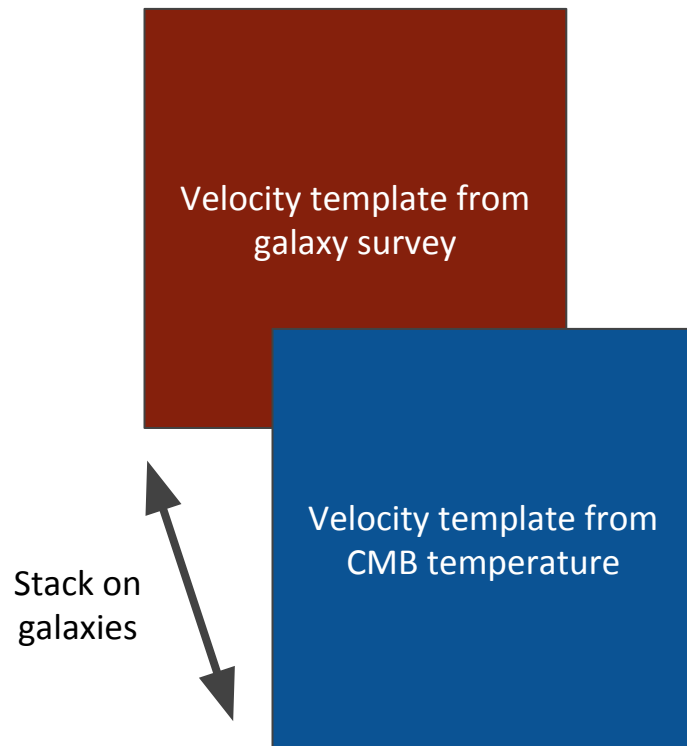 Velocity template from
galaxy survey
Velocity template from
CMB temperature
Stack on
galaxies